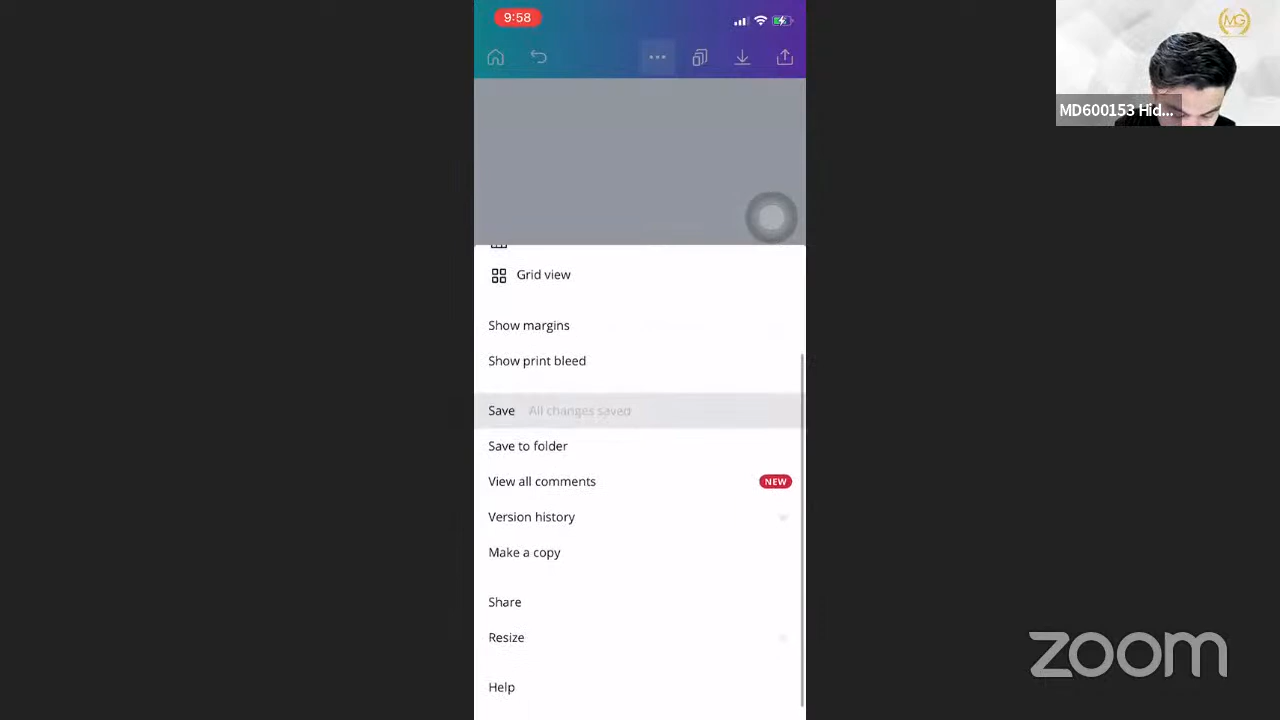 9:58
MG
MD600153 Hid...
Grid view
Show margins
Show print bleed
Save All changes saved
Save to folder
View all comments NEW
Version history
Make a copy
Share
Resize
Help
zoom